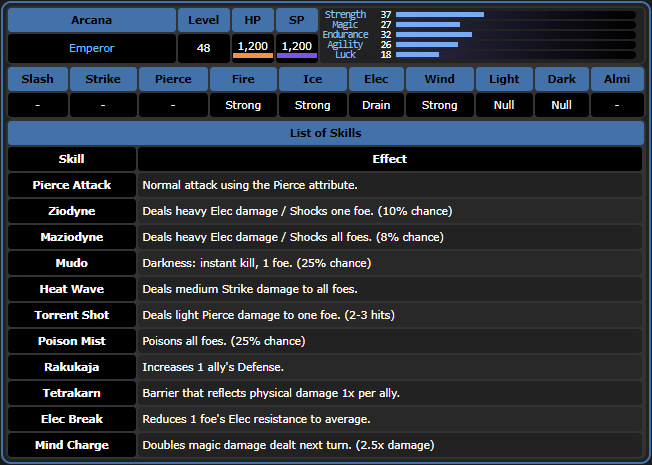 Arcana Level HP SP
Emperor 48 1,200 1,200
Strength 37
Magic 27
Endurance 32
Agility 26
Luck 18
Slash Strike Pierce Fire Ice Elec Wind Light Dark Almi
- - - Strong Strong Drain Strong Null Null -
List of Skills
Skill Effect
Pierce Attack Normal attack using the Pierce attribute.
Ziodyne Deals heavy Elec damage / Shocks one foe. (10% chance)
Maziodyne Deals heavy Elec damage / Shocks all foes. (8% chance)
Mudo Darkness: instant kill, 1 foe. (25% chance)
Heat Wave Deals medium Strike damage to all foes.
Torrent Shot Deals light Pierce damage to one foe. (2-3 hits)
Poison Mist Poisons all foes. (25% chance)
Rakukaja Increases 1 ally's Defense.
Tetrakarn Barrier that reflects physical damage 1x per ally.
Elec Break Reduces 1 foe's Elec resistance to average.
Mind Charge Doubles magic damage dealt next turn. (2.5x damage)